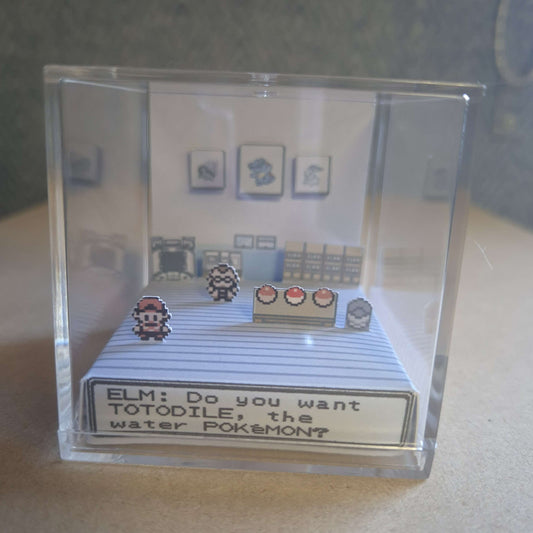 ELM: Do you want
TOTODILE, the
water POKéMON?